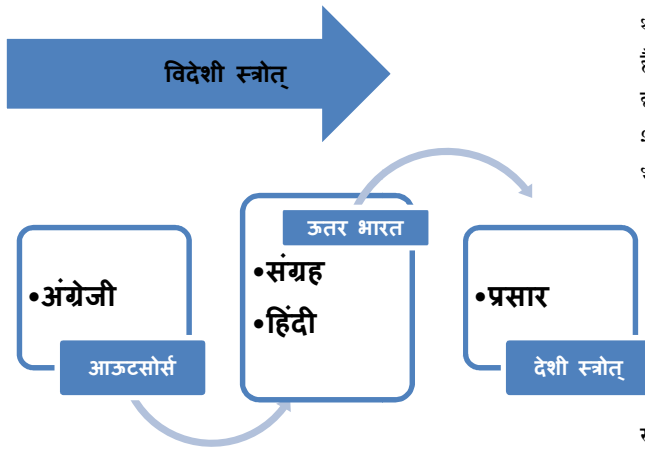 विदेशी स्त्रोत्
ऊतर भारत
•संग्रह
•हिंदी
•अंग्रेजी
आऊटसोर्स
•प्रसार
देशी स्त्रोत्